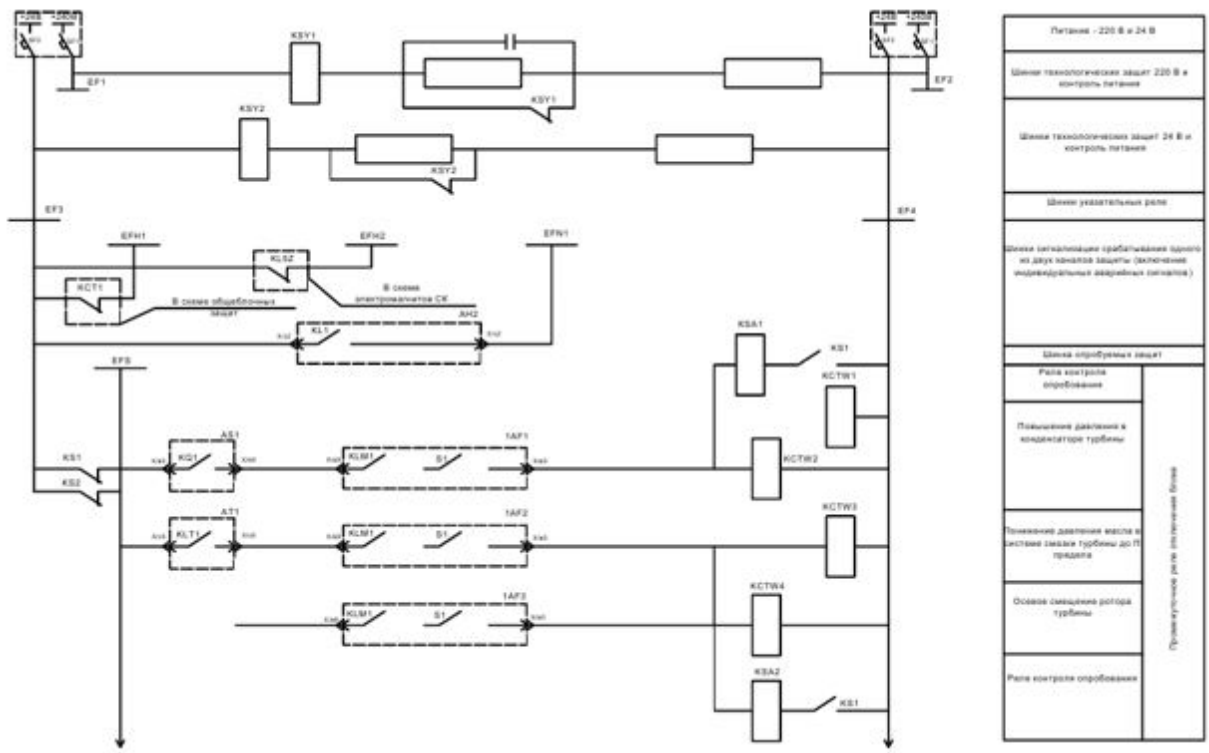 +24В +240В
+24В +240В
KSY1
EF1
EF2
KSY1
KSY2
KSY2
EF3
EF4
EFH1
EFH2
EFN1
KLSZ
KCT1
В схеме общеблочных
защит
В схеме
электромагнитов СК
AH2
KL1
EFS
KSA1
KS1
KCTW1
AS1
1AF1
KS1
KQ1
KLM1
S1
KCTW2
KS2
AT1
1AF2
KCTW3
KLT1
KLM1
S1
KCTW4
1AF3
KLM1
S1
KSA2
KS1
Питание - 220 В и 24 В
Шинки технологических защит 220 В и
контроль питания
Шинки технологических защит 24 В и
контроль питания
Шинки указательных реле
Шинки сигнализации срабатывания одного
из двух каналов защиты (включение
индивидуальных аварийных сигналов)
Шинка опробуемых защит
Реле контроля
опробования
Повышение давления в
конденсаторе турбины
Понижение давления масла в
системе смазки турбины до П
предела
Осевое смещение ротора
турбины
Реле контроля опробования
Промежуточное реле отключения блока